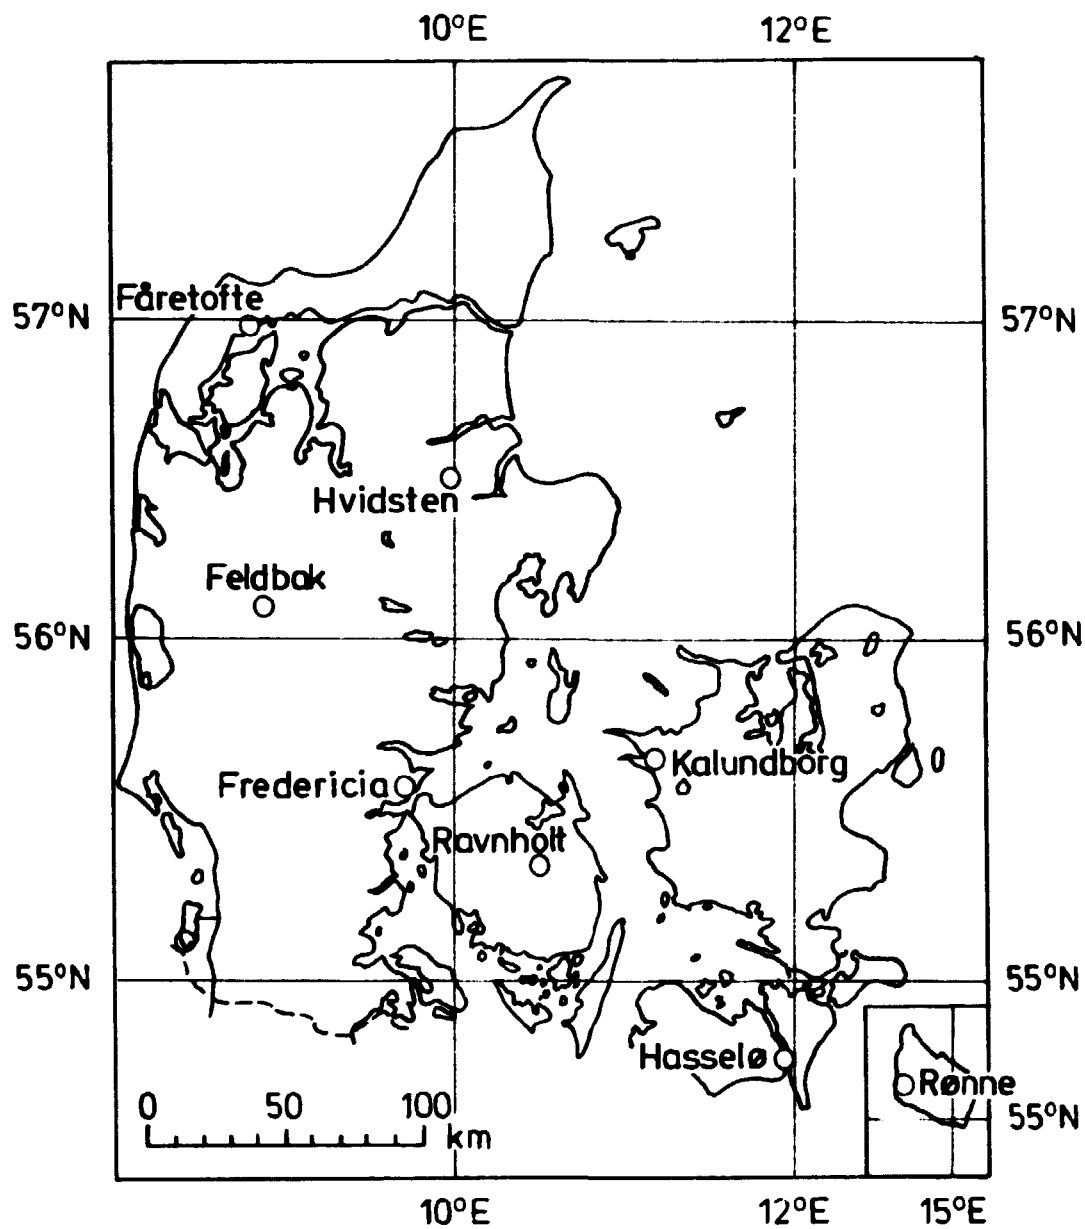 10°E 12°E
Fåretofte
57°N 57°N
Hvidsten
Feldbak
56°N 56°N
Kalundborg
Fredericia
Ravnholt
55°N 55°N
Hasselø
Rønne
0 50 100
km
55°N
10°E 12°E 15°E